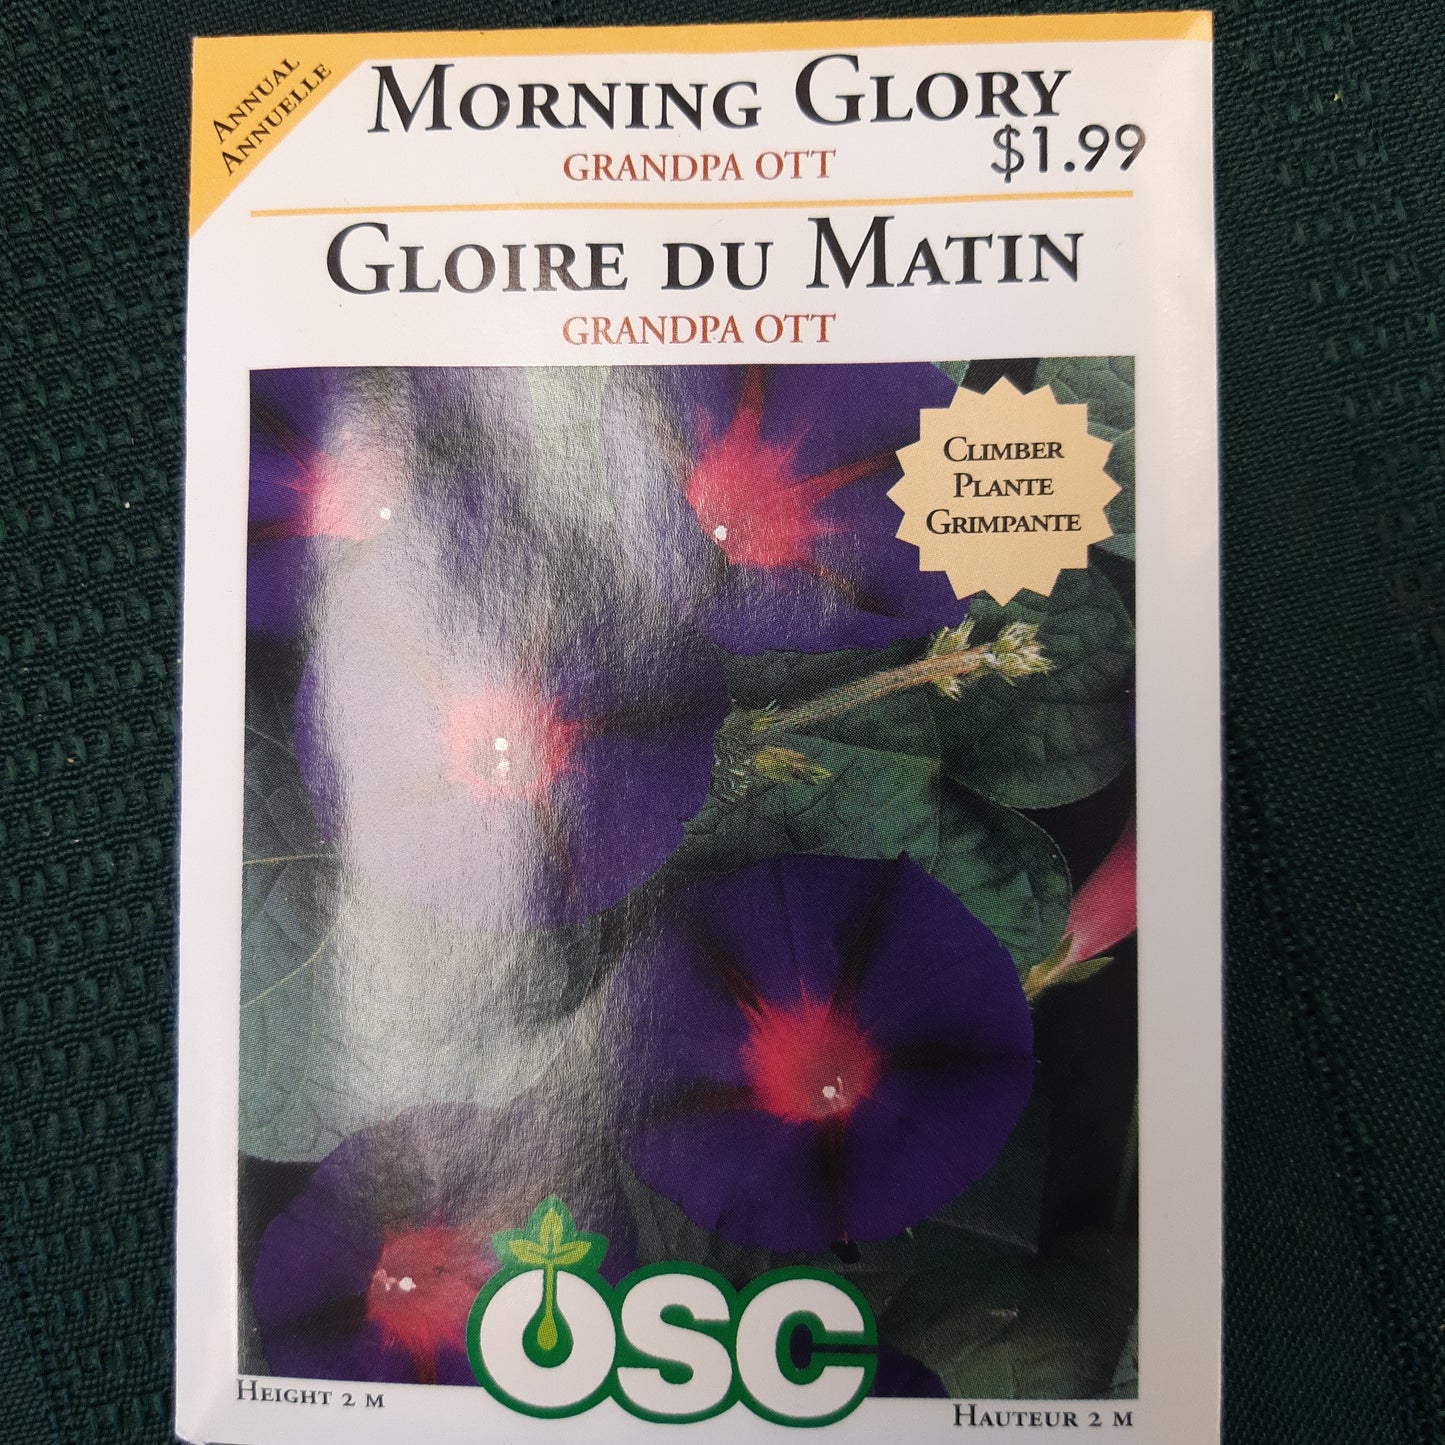 ANNUAL
ANNUELLE
MORNING GLORY
GRANDPA OTT
$1.99
GLOIRE DU MATIN
GRANDPA OTT
CLIMBER
PLANTE
GRIMPANTE
OSC
HEIGHT 2 M
HAUTEUR 2 M